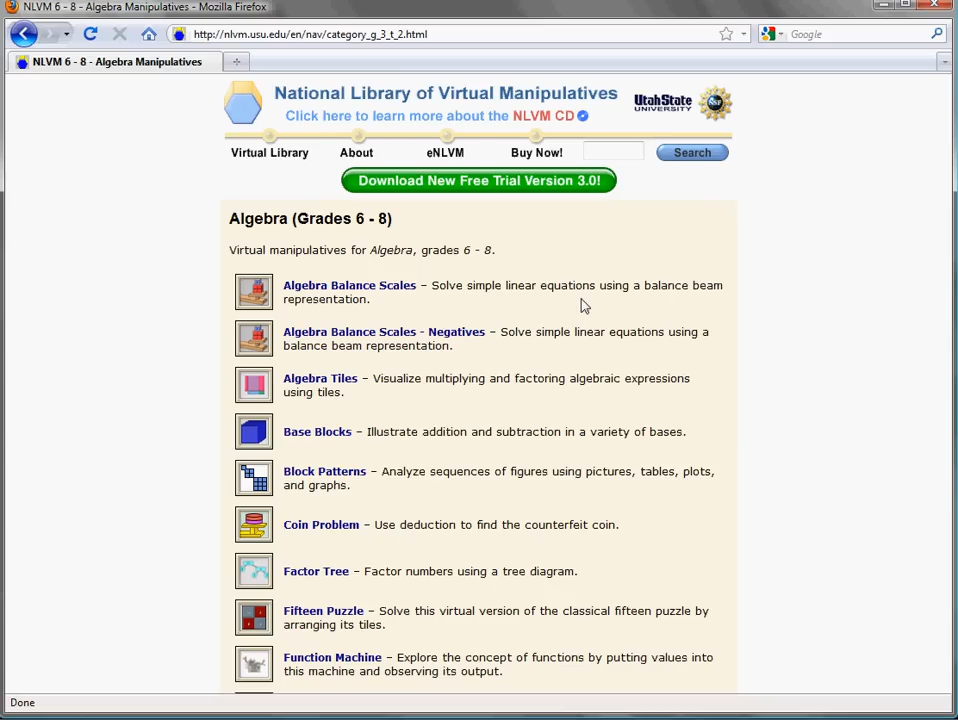 NLVM 6 - 8 - Algebra Manipulatives - Mozilla Firefox
http://nlvm.usu.edu/en/nav/category_g_3_t_2.html
Google
NLVM 6 - 8 - Algebra Manipulatives
National Library of Virtual Manipulatives
Click here to learn more about the NLVM CD
UtahState
UNIVERSITY
NSF
Virtual Library
About
eNLVM
Buy Now!
Search
Download New Free Trial Version 3.0!
Algebra (Grades 6 - 8)
Virtual manipulatives for Algebra, grades 6 - 8.
Algebra Balance Scales – Solve simple linear equations using a balance beam
representation.
Algebra Balance Scales - Negatives – Solve simple linear equations using a
balance beam representation.
Algebra Tiles – Visualize multiplying and factoring algebraic expressions
using tiles.
Base Blocks – Illustrate addition and subtraction in a variety of bases.
Block Patterns – Analyze sequences of figures using pictures, tables, plots,
and graphs.
Coin Problem – Use deduction to find the counterfeit coin.
Factor Tree – Factor numbers using a tree diagram.
Fifteen Puzzle – Solve this virtual version of the classical fifteen puzzle by
arranging its tiles.
Function Machine – Explore the concept of functions by putting values into
this machine and observing its output.
Done